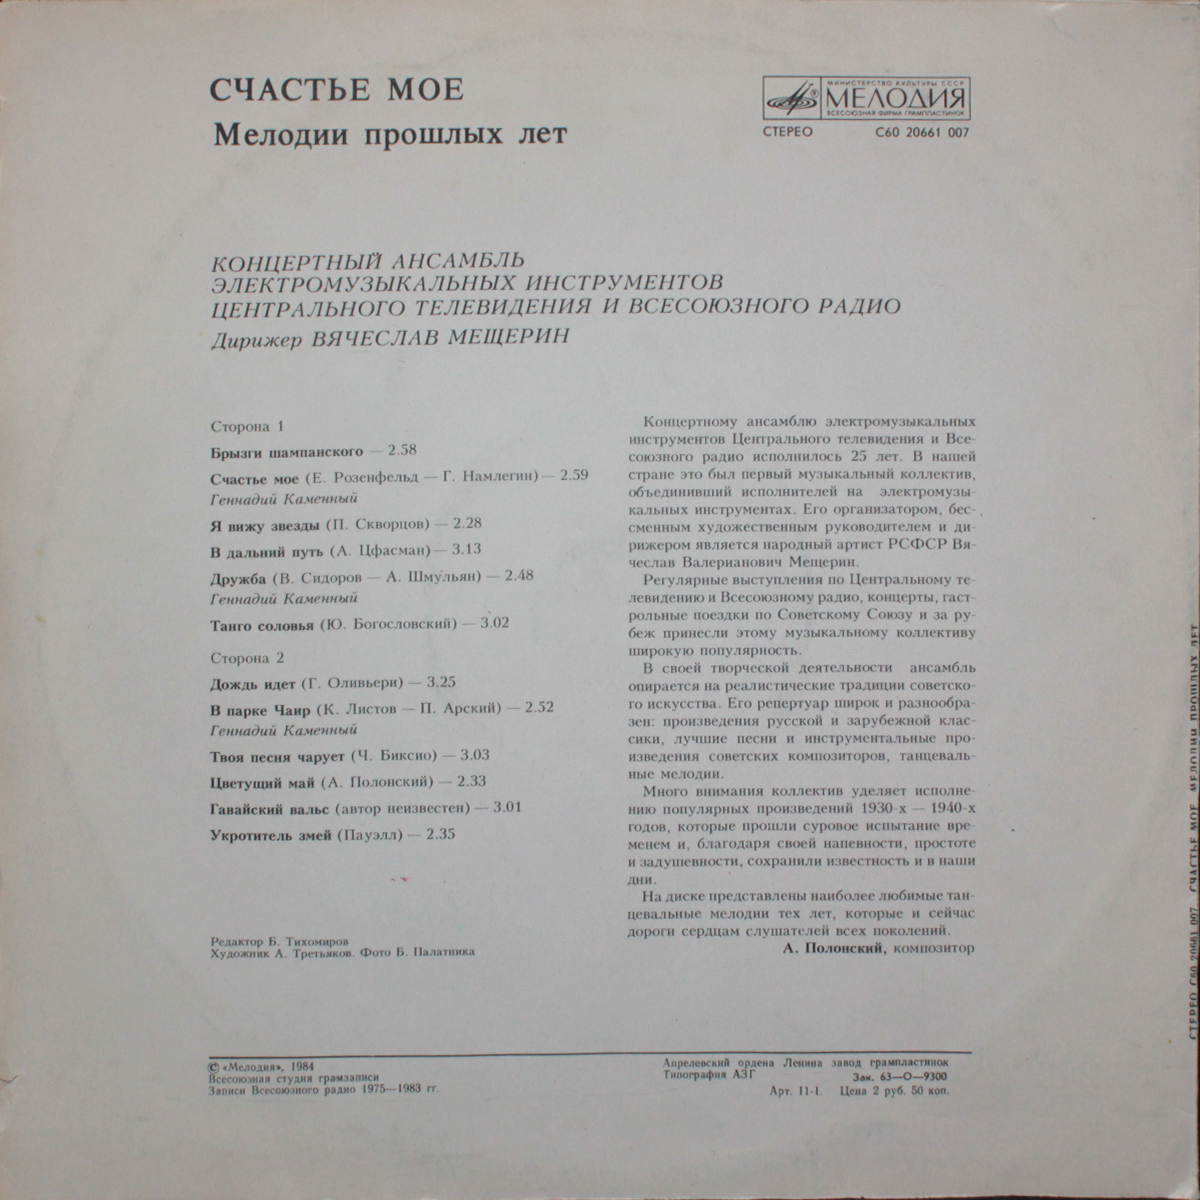 СЧАСТЬЕ МОЕ
Мелодии прошлых лет
МИНИСТЕРСТВО КУЛЬТУРЫ СССР
МЕЛОДИЯ
ВСЕСОЮЗНАЯ ФИРМА ГРАМПЛАСТИНОК
СТЕРЕО С60 20661 007
КОНЦЕРТНЫЙ АНСАМБЛЬ
ЭЛЕКТРОМУЗЫКАЛЬНЫХ ИНСТРУМЕНТОВ
ЦЕНТРАЛЬНОГО ТЕЛЕВИДЕНИЯ И ВСЕСОЮЗНОГО РАДИО
Дирижер ВЯЧЕСЛАВ МЕЩЕРИН
Сторона 1
Брызги шампанского — 2.58
Счастье мое (Е. Розенфельд — Г. Намлегин) — 2.59
Геннадий Каменный
Я вижу звезды (П. Скворцов) — 2.28
В дальний путь (А. Цфасман) — 3.13
Дружба (В. Сидоров — А. Шмульян) — 2.48
Геннадий Каменный
Танго соловья (Ю. Богословский) — 3.02
Сторона 2
Дождь идет (Г. Оливьери) — 3.25
В парке Чаир (К. Листов — П. Арский) — 2.52
Геннадий Каменный
Твоя песня чарует (Ч. Биксио) — 3.03
Цветущий май (А. Полонский) — 2.33
Гавайский вальс (автор неизвестен) — 3.01
Укротитель змей (Пауэлл) — 2.35
Редактор Б. Тихомиров
Художник А. Третьяков. Фото Б. Палатника
Концертному ансамблю электромузыкальных
инструментов Центрального телевидения и Все-
союзного радио исполнилось 25 лет. В нашей
стране это был первый музыкальный коллектив,
объединивший исполнителей на электромузы-
кальных инструментах. Его организатором, бес-
сменным художественным руководителем и ди-
рижером является народный артист РСФСР Вя-
чеслав Валерианович Мещерин.
Регулярные выступления по Центральному те-
левидению и Всесоюзному радио, концерты, гаст-
рольные поездки по Советскому Союзу и за ру-
беж принесли этому музыкальному коллективу
широкую популярность.
В своей творческой деятельности ансамбль
опирается на реалистические традиции советско-
го искусства. Его репертуар широк и разнообра-
зен: произведения русской и зарубежной клас-
сики, лучшие песни и инструментальные про-
изведения советских композиторов, танцеваль-
ные мелодии.
Много внимания коллектив уделяет исполне-
нию популярных произведений 1930-х — 1940-х
годов, которые прошли суровое испытание вре-
менем и, благодаря своей напевности, простоте
и задушевности, сохранили известность и в наши
дни.
На диске представлены наиболее любимые тан-
цевальные мелодии тех лет, которые и сейчас
дороги сердцам слушателей всех поколений.
А. Полонский, композитор
© «Мелодия», 1984
Всесоюзная студия грамзаписи
Записи Всесоюзного радио 1975—1983 гг.
Апрелевский ордена Ленина завод грампластинок
Типография АЗГ Зак. 63—О—9300
Арт. 11-1. Цена 2 руб. 50 коп.
СТЕРЕО С60 20661 007 СЧАСТЬЕ МОЕ МЕЛОДИИ ПРОШЛЫХ ЛЕТ